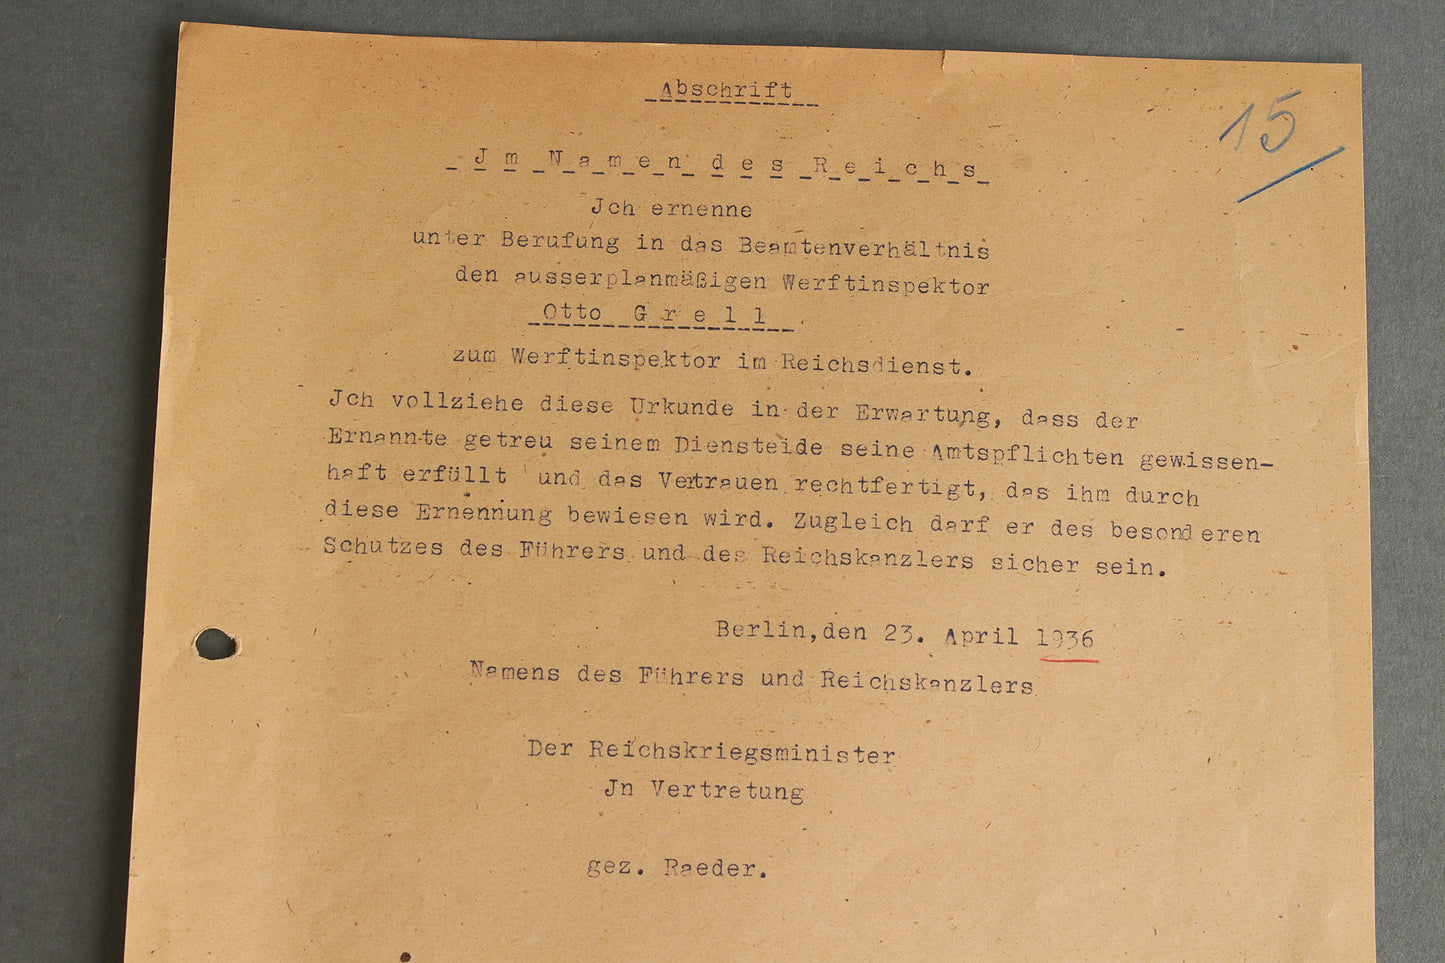 Abschrift
15
Jm Namen des Reichs
Jch ernenne
unter Berufung in das Beamtenverhältnis
den ausserplanmäßigen Werftinspektor
Otto Grell
zum Werftinspektor im Reichsdienst.
Jch vollziehe diese Urkunde in der Erwartung, dass der
Ernannte getreu seinem Diensteide seine Amtspflichten gewissen-
haft erfüllt und das Vertrauen rechtfertigt, das ihm durch
diese Ernennung bewiesen wird. Zugleich darf er des besonderen
Schutzes des Führers und des Reichskanzlers sicher sein.
Berlin,den 23. April 1936
Namens des Führers und Reichskanzlers
Der Reichskriegsminister
Jn Vertretung
gez. Raeder.